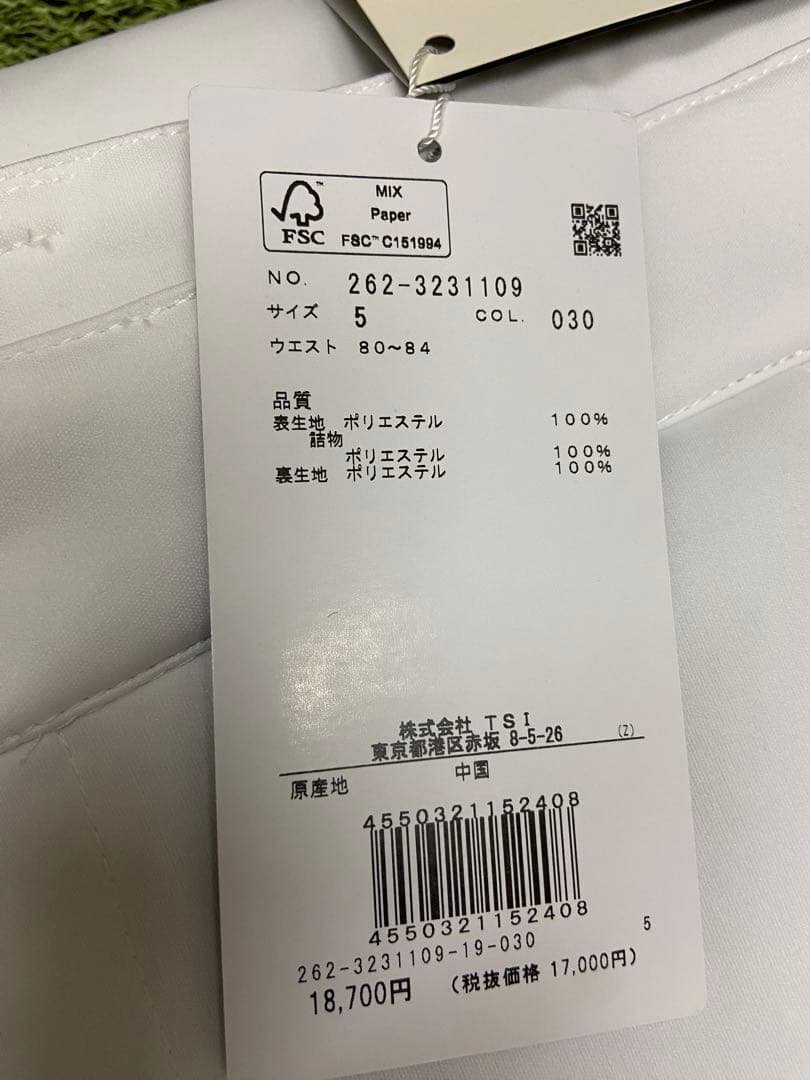 MIX
Paper
FSC™ C151994
FSC
NO. 262-3231109
サイズ 5 COL. 030
ウエスト 80〜84
品質
表生地 ポリエステル 100%
詰物
ポリエステル 100%
裏生地 ポリエステル 100%
株式会社 TSI
東京都港区赤坂 8-5-26 (Z)
原産地 中国
4550321152408
4550321152408
262-3231109-19-030 5
18,700円 (税抜価格 17,000円)